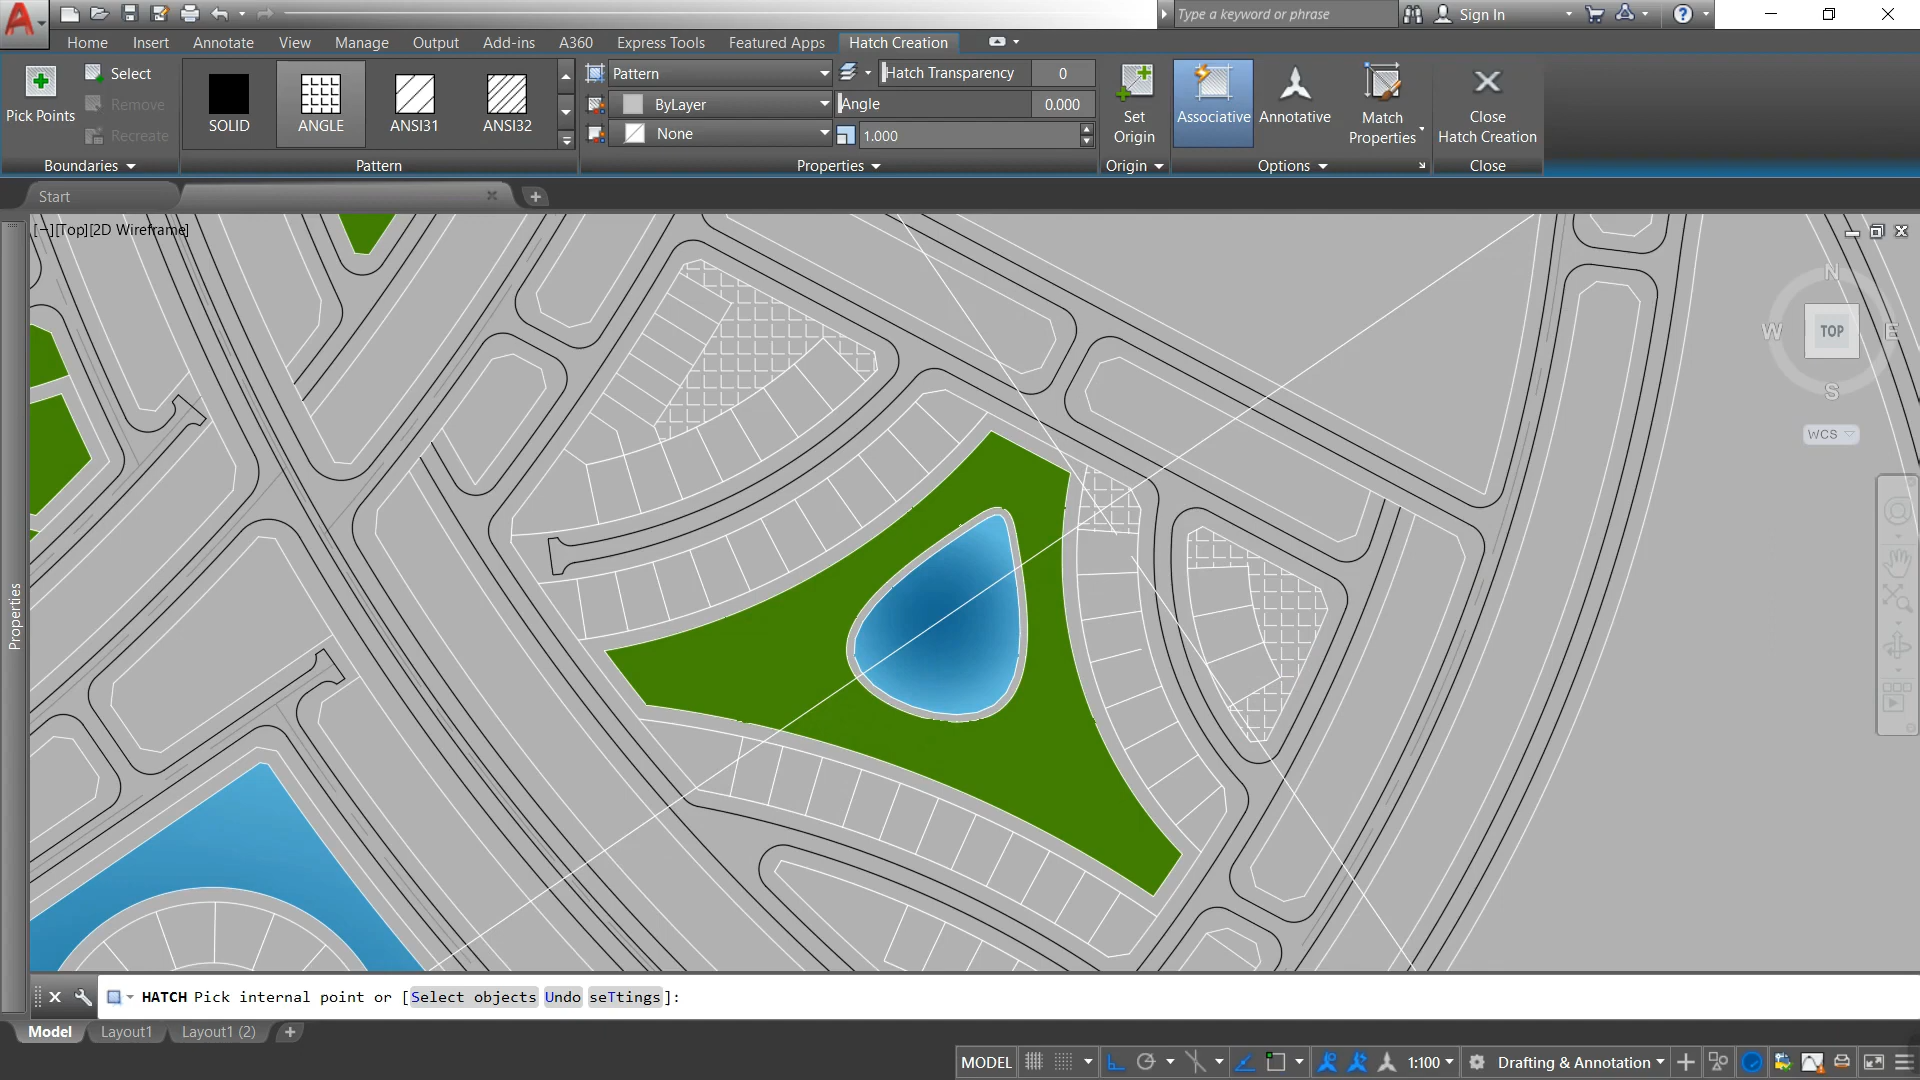 Type a keyword or phrase
Sign In
Home Insert Annotate View Manage Output Add-ins A360 Express Tools Featured Apps Hatch Creation
Pick Points
Select
Remove
Recreate
Boundaries
SOLID ANGLE ANSI31 ANSI32
Pattern
Pattern
ByLayer
None
Hatch Transparency 0
Angle 0.000
1.000
Properties
Set
Origin
Origin
Associative
Annotative
Match
Properties
Options
Close
Hatch Creation
Close
Start
[−][Top][2D Wireframe]
N
W
TOP
E
S
WCS
Properties
HATCH Pick internal point or [Select objects Undo seTtings]:
Model Layout1 Layout1 (2)
MODEL 1:100 Drafting & Annotation